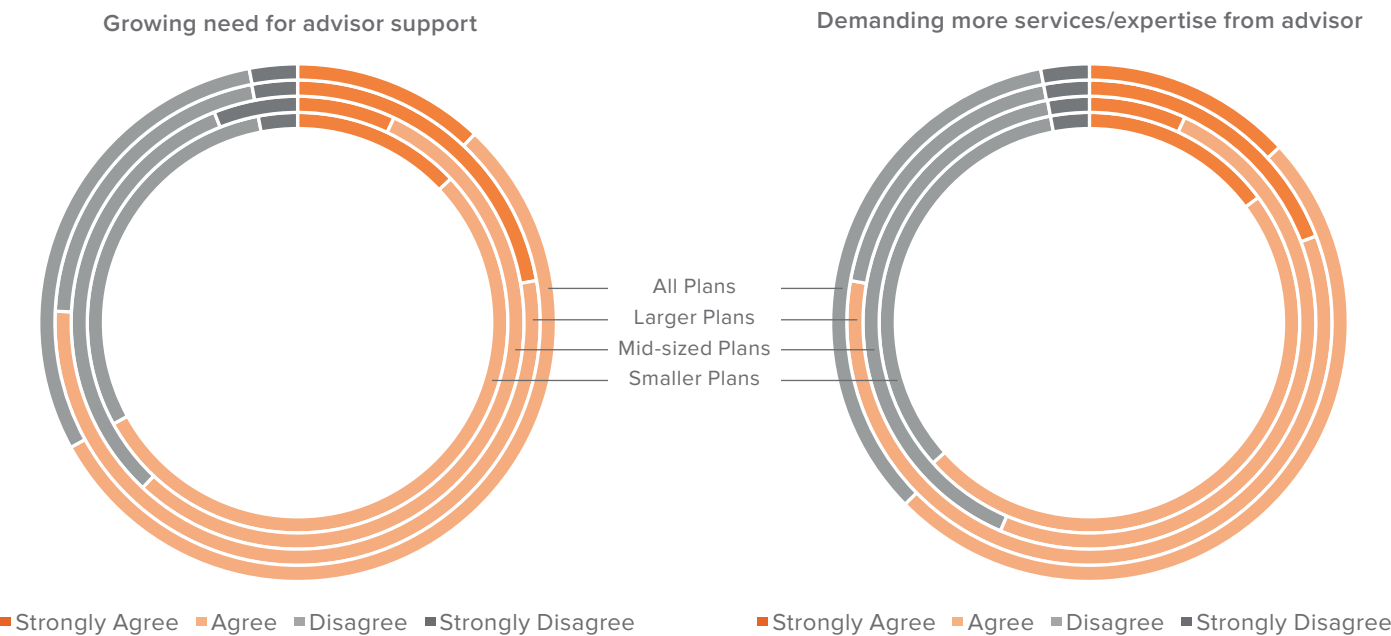 Growing need for advisor support
Demanding more services/expertise from advisor
All Plans
Larger Plans
Mid-sized Plans
Smaller Plans
Strongly Agree Agree Disagree Strongly Disagree
Strongly Agree Agree Disagree Strongly Disagree